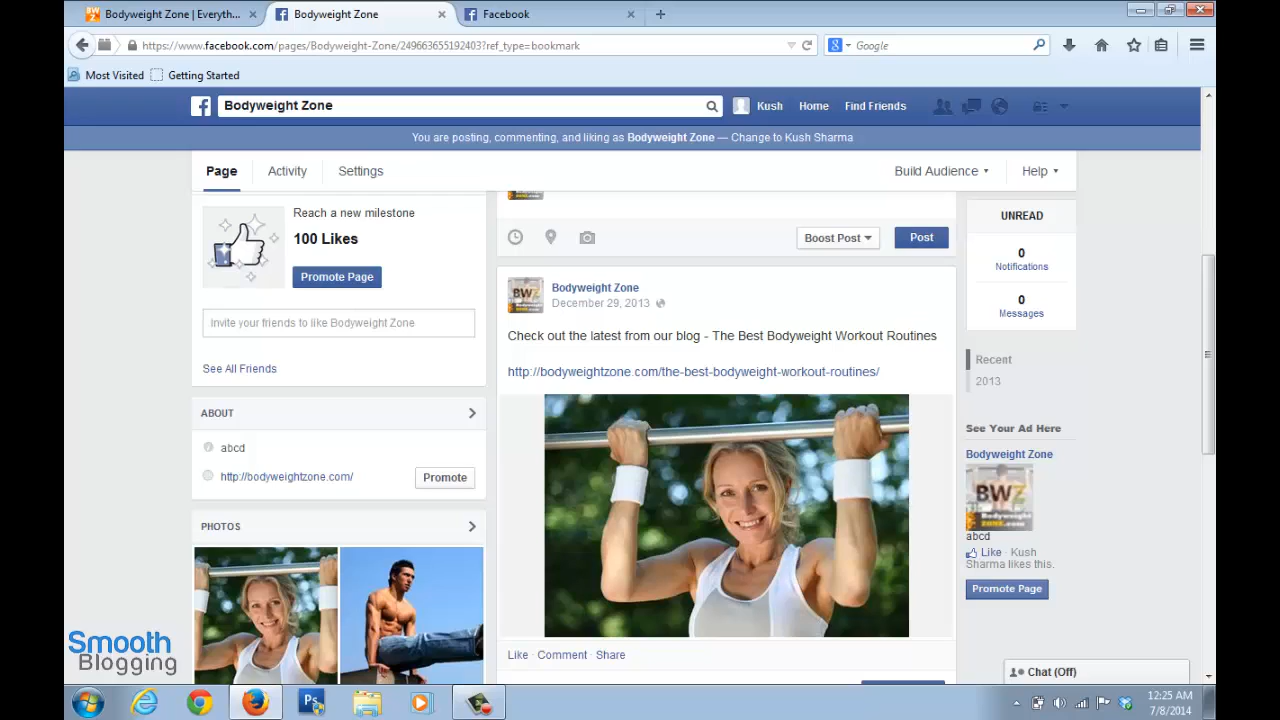 Bodyweight Zone | Everyth...
Bodyweight Zone
Facebook
https://www.facebook.com/pages/Bodyweight-Zone/249663655192403?ref_type=bookmark
Google
Most Visited
Getting Started
Bodyweight Zone
Kush
Home
Find Friends
You are posting, commenting, and liking as Bodyweight Zone — Change to Kush Sharma
Page
Activity
Settings
Build Audience
Help
Reach a new milestone
100 Likes
Promote Page
Invite your friends to like Bodyweight Zone
See All Friends
ABOUT
abcd
http://bodyweightzone.com/
Promote
PHOTOS
Boost Post
Post
Bodyweight Zone
December 29, 2013
Check out the latest from our blog - The Best Bodyweight Workout Routines
http://bodyweightzone.com/the-best-bodyweight-workout-routines/
Like · Comment · Share
UNREAD
0
Notifications
0
Messages
Recent
2013
See Your Ad Here
Bodyweight Zone
BWZ
Bodyweight
ZONE.com
abcd
Like · Kush
Sharma likes this.
Promote Page
Chat (Off)
Smooth
Blogging
12:25 AM
7/8/2014